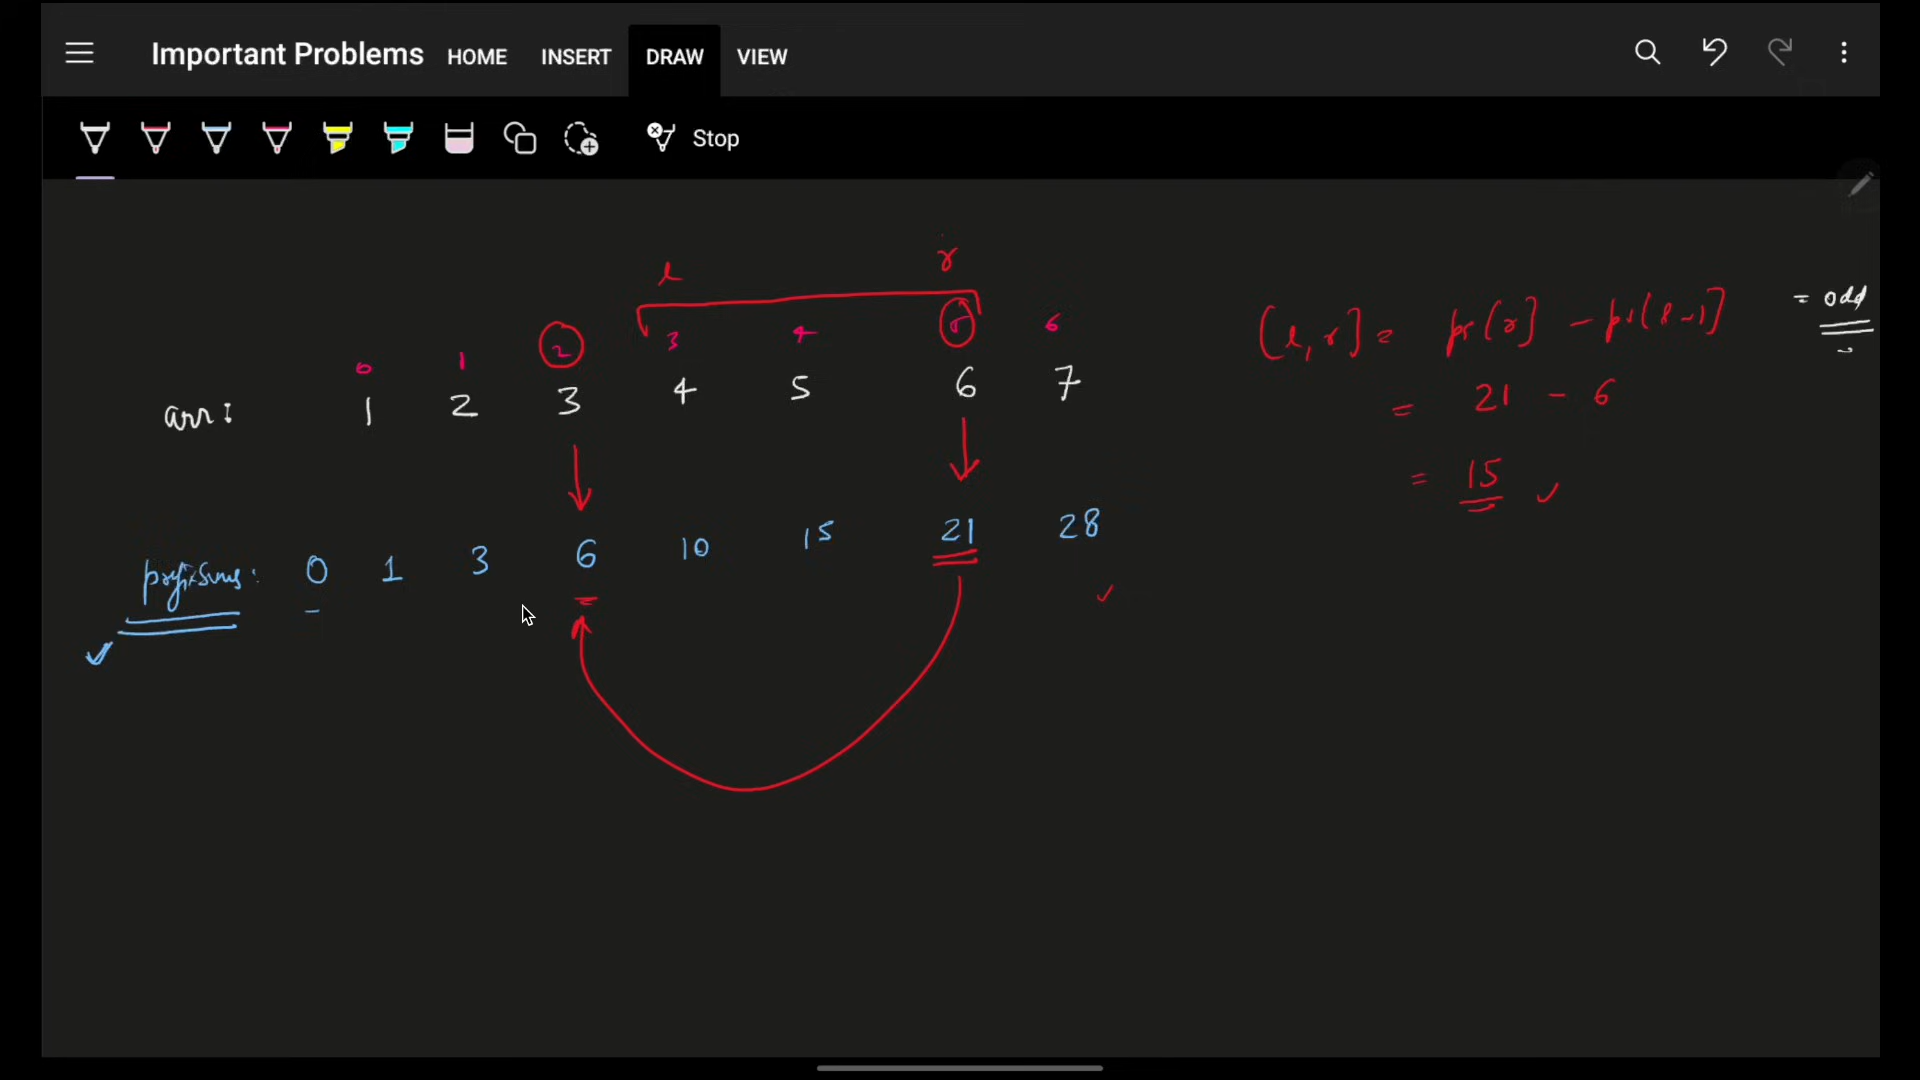 Important Problems HOME INSERT DRAW VIEW
Stop
l r
0 1 2 3 4 5 6
arr: 1 2 3 4 5 6 7
prefixSums: 0 1 3 6 10 15 21 28
[l, r] = pr[r] - pr[l-1] = odd
= 21 - 6
= 15 ✓